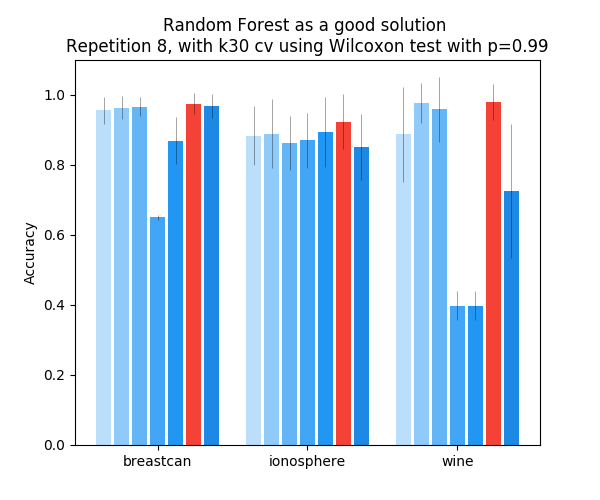 Random Forest as a good solution
Repetition 8, with k30 cv using Wilcoxon test with p=0.99
Accuracy
1.0
0.8
0.6
0.4
0.2
0.0
breastcan
ionosphere
wine